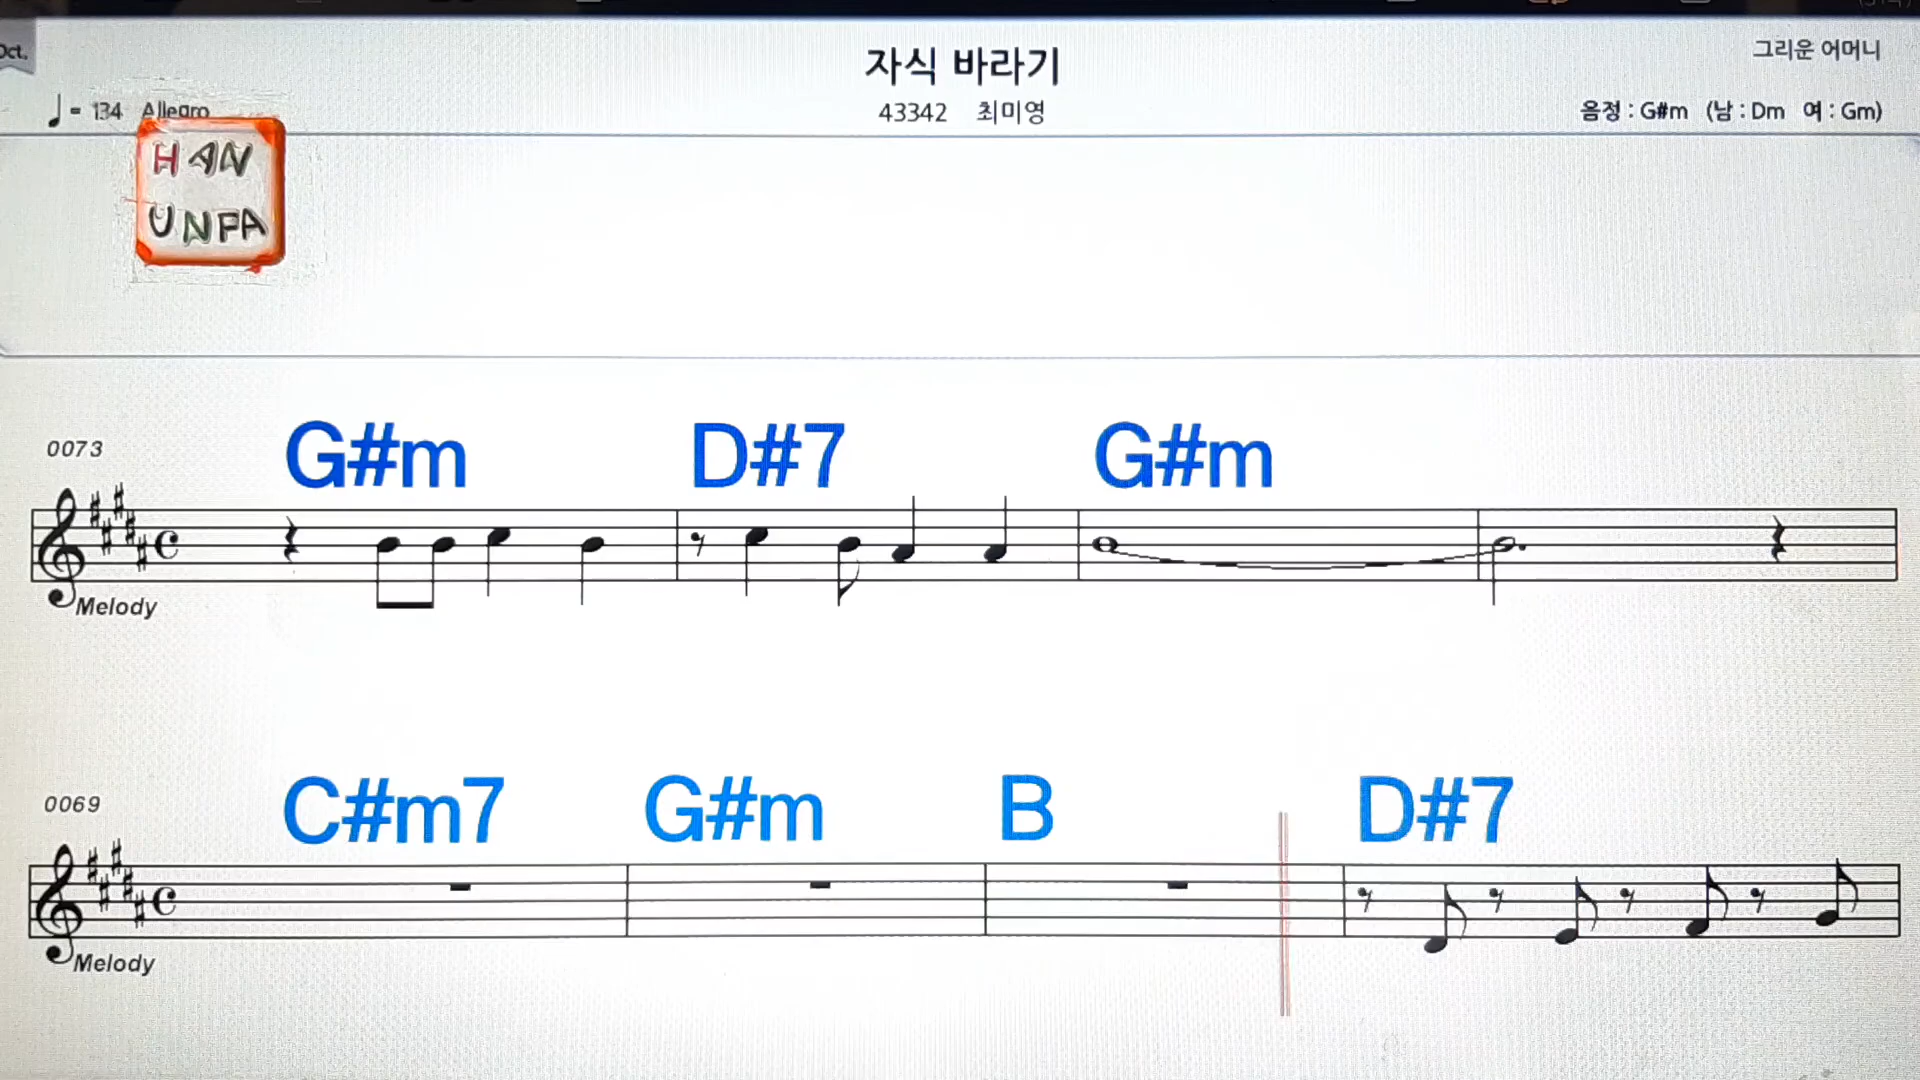 Oct.
자식 바라기
그리운 어머니
= 134 Allegro
43342 최미영
음정 : G#m (남 : Dm 여 : Gm)
HAN
UNPA
0073
G#m D#7 G#m
Melody
0069
C#m7 G#m B D#7
Melody